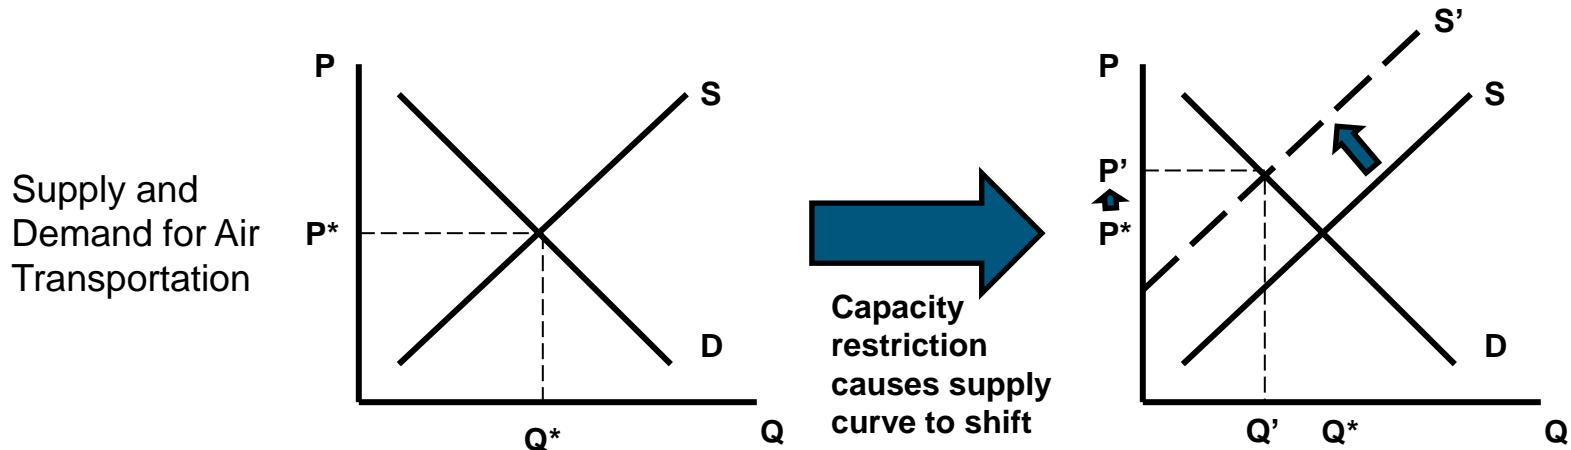 Supply and
Demand for Air
Transportation
P
S
P*
D
Q*
Q
Capacity
restriction
causes supply
curve to shift
S’
P
S
P’
P*
D
Q’
Q*
Q